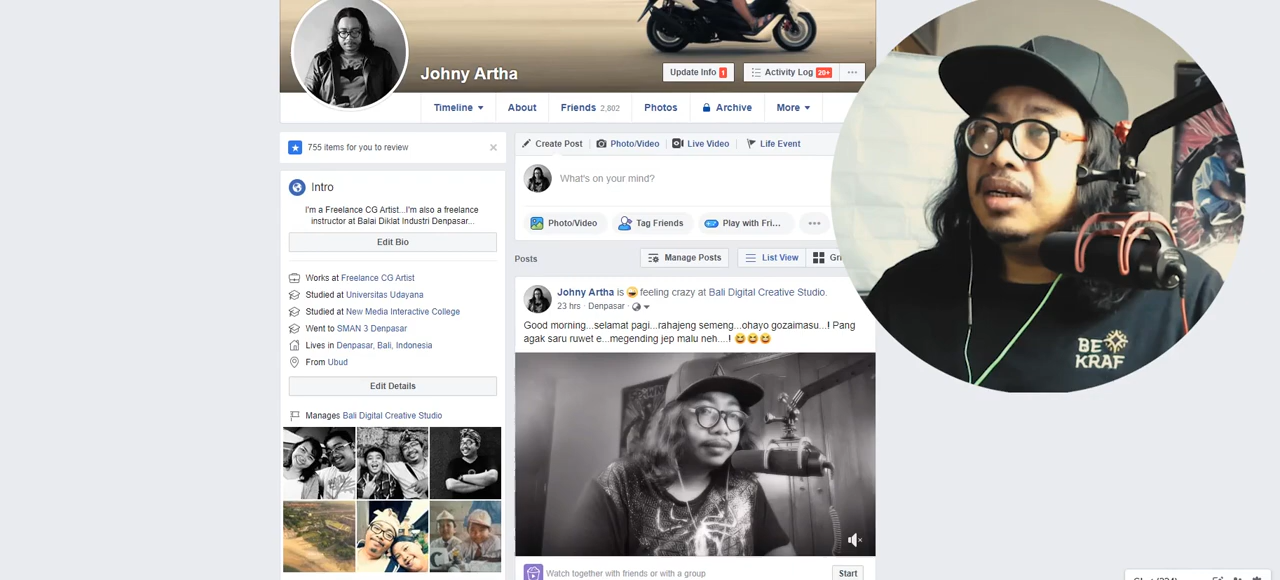 Johny Artha
Update Info 1
Activity Log 20+
Timeline
About
Friends 2,802
Photos
Archive
More
755 items for you to review
Intro
I'm a Freelance CG Artist...I'm also a freelance
instructor at Balai Diklat Industri Denpasar...
Edit Bio
Works at Freelance CG Artist
Studied at Universitas Udayana
Studied at New Media Interactive College
Went to SMAN 3 Denpasar
Lives in Denpasar, Bali, Indonesia
From Ubud
Edit Details
Manages Bali Digital Creative Studio
Create Post
Photo/Video
Live Video
Life Event
What's on your mind?
Photo/Video
Tag Friends
Play with Fri...
Posts
Manage Posts
List View
Johny Artha is 😜 feeling crazy at Bali Digital Creative Studio.
23 hrs · Denpasar ·
Good morning...selamat pagi...rahajeng semeng...ohayo gozaimasu...! Pang
agak saru ruwet e...megending jep malu neh....! 😆😆😆
Watch together with friends or with a group
Start
BE
KRAF